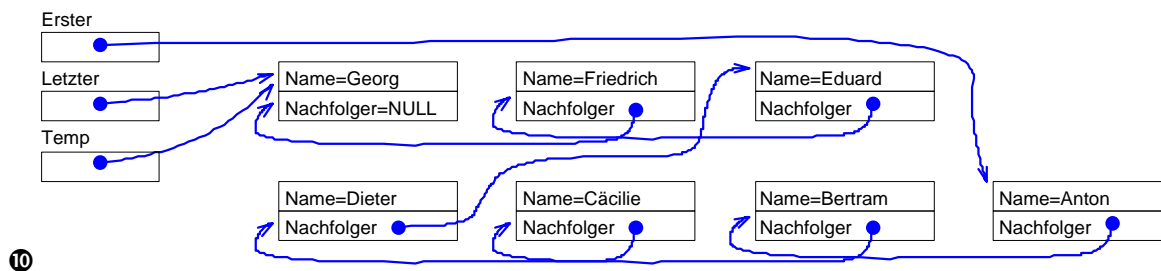 Erster
Letzter
Temp
Name=Georg
Nachfolger=NULL
Name=Friedrich
Nachfolger
Name=Eduard
Nachfolger
Name=Dieter
Nachfolger
Name=Cäcilie
Nachfolger
Name=Bertram
Nachfolger
Name=Anton
Nachfolger
❿